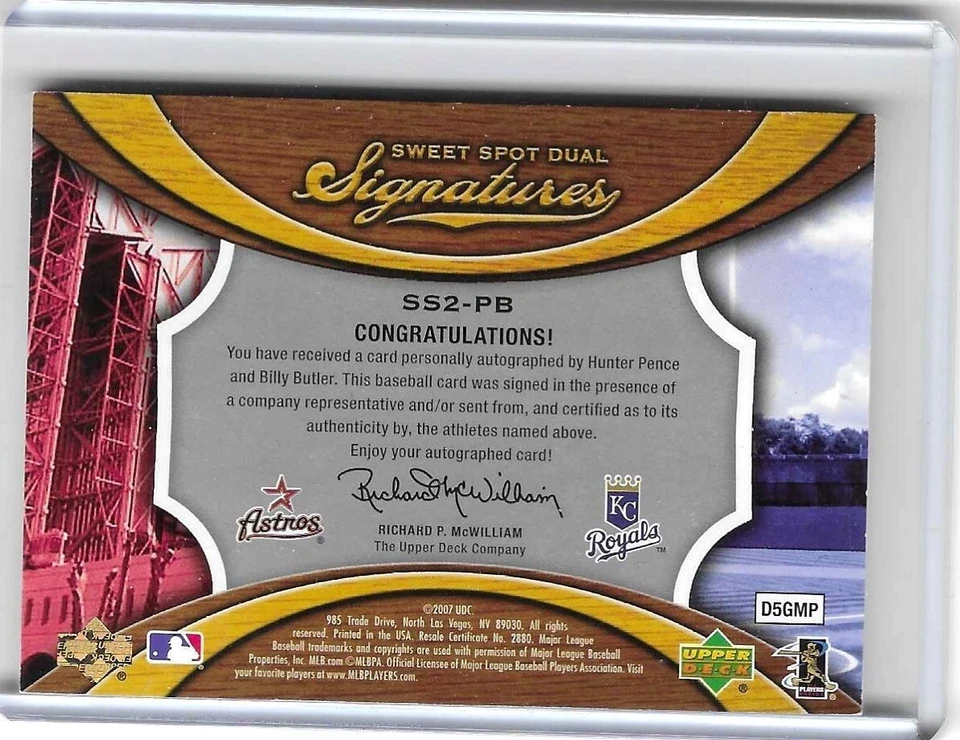 SWEET SPOT DUAL
Signatures
SS2-PB
CONGRATULATIONS!
You have received a card personally autographed by Hunter Pence
and Billy Butler. This baseball card was signed in the presence of
a company representative and/or sent from, and certified as to its
authenticity by, the athletes named above.
Enjoy your autographed card!
Richard McWilliam
Astros®
RICHARD P. McWILLIAM
The Upper Deck Company
KC
Royals™
©2007 UDC.
985 Trade Drive, North Las Vegas, NV 89030. All rights
reserved. Printed in the USA. Resale Certificate No. 2880. Major League
Baseball trademarks and copyrights are used with permission of Major League Baseball
Properties, Inc. MLB.com ©MLBPA. Official Licensee of Major League Baseball Players Association. Visit
your favorite players at www.MLBPLAYERS.com.
D5GMP
UPPER
D·E·C·K
®
PLAYERS
CHOICE